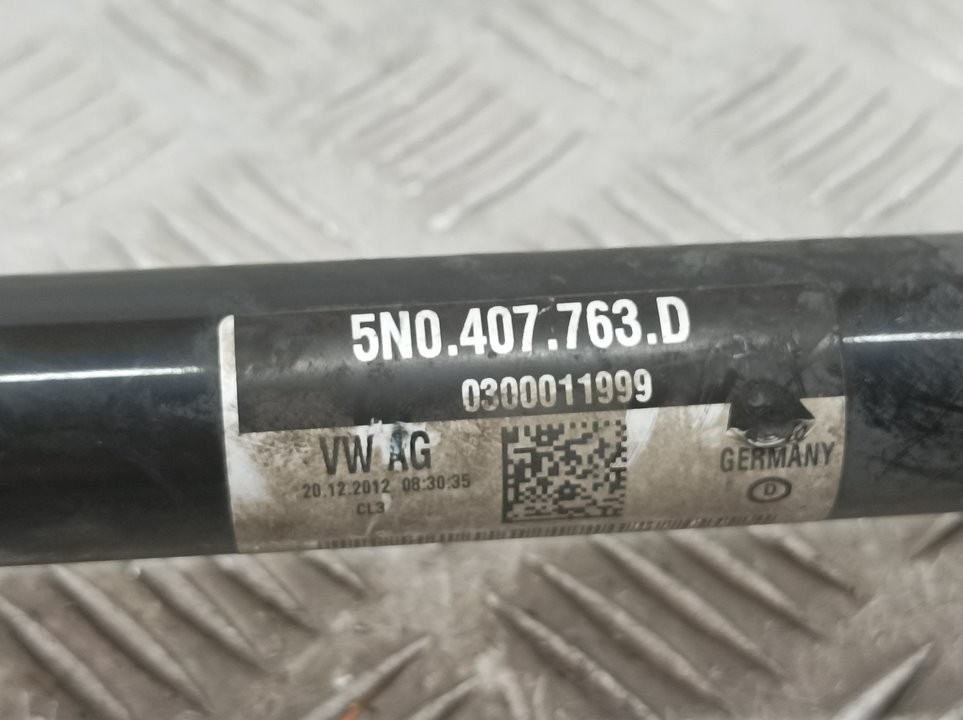 5N0.407.763.D
0300011999
VW AG
20.12.2012 08:30:35
CL3
GERMANY
D